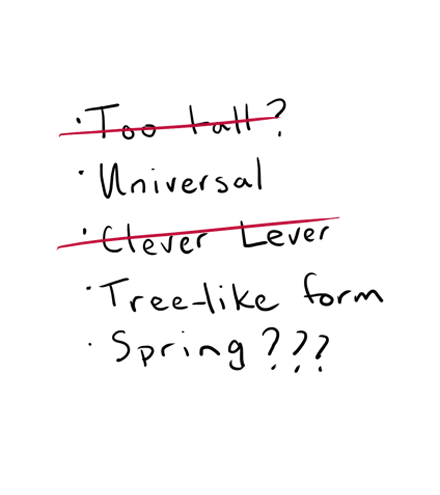 · Too tall?
· Universal
· Clever Lever
· Tree-like form
· Spring???